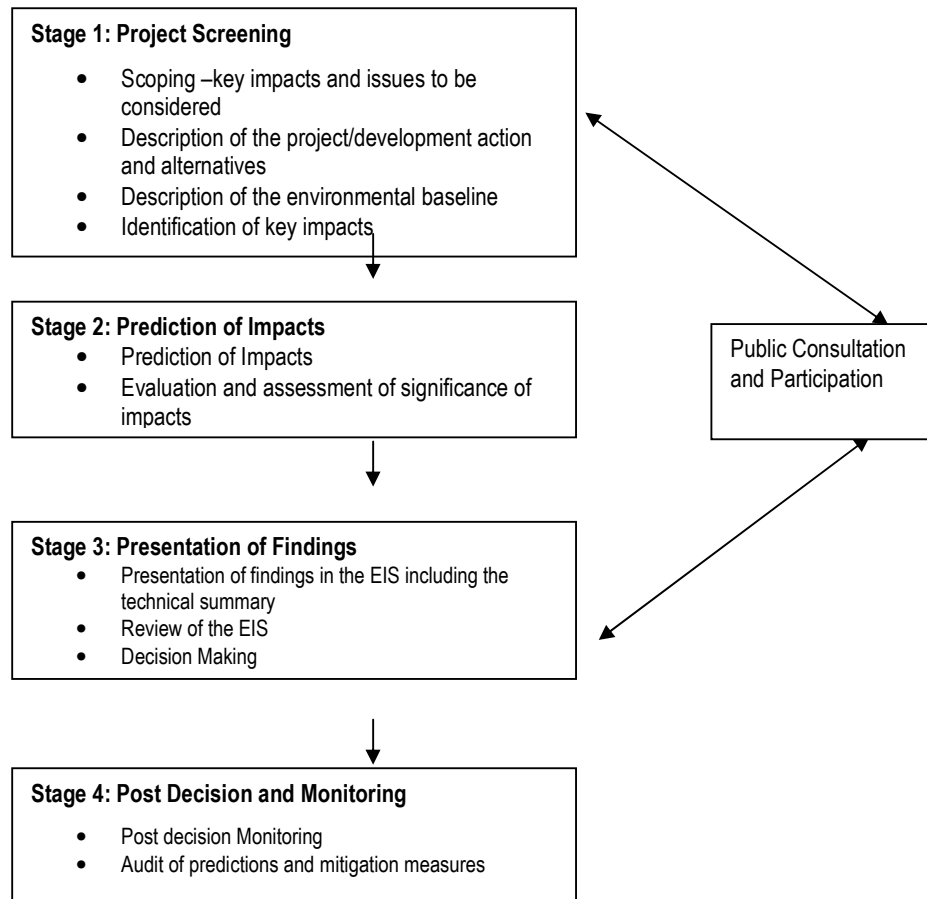 Stage 1: Project Screening
• Scoping –key impacts and issues to be
considered
• Description of the project/development action
and alternatives
• Description of the environmental baseline
• Identification of key impacts
Stage 2: Prediction of Impacts
• Prediction of Impacts
• Evaluation and assessment of significance of
impacts
Public Consultation
and Participation
Stage 3: Presentation of Findings
• Presentation of findings in the EIS including the
technical summary
• Review of the EIS
• Decision Making
Stage 4: Post Decision and Monitoring
• Post decision Monitoring
• Audit of predictions and mitigation measures